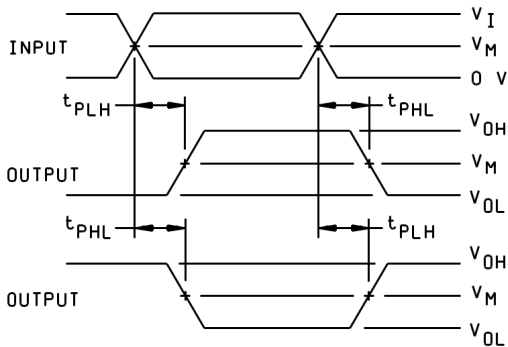 V_I
INPUT V_M
0 V
t_PLH t_PHL
V_OH
OUTPUT V_M
V_OL
t_PHL t_PLH
V_OH
OUTPUT V_M
V_OL